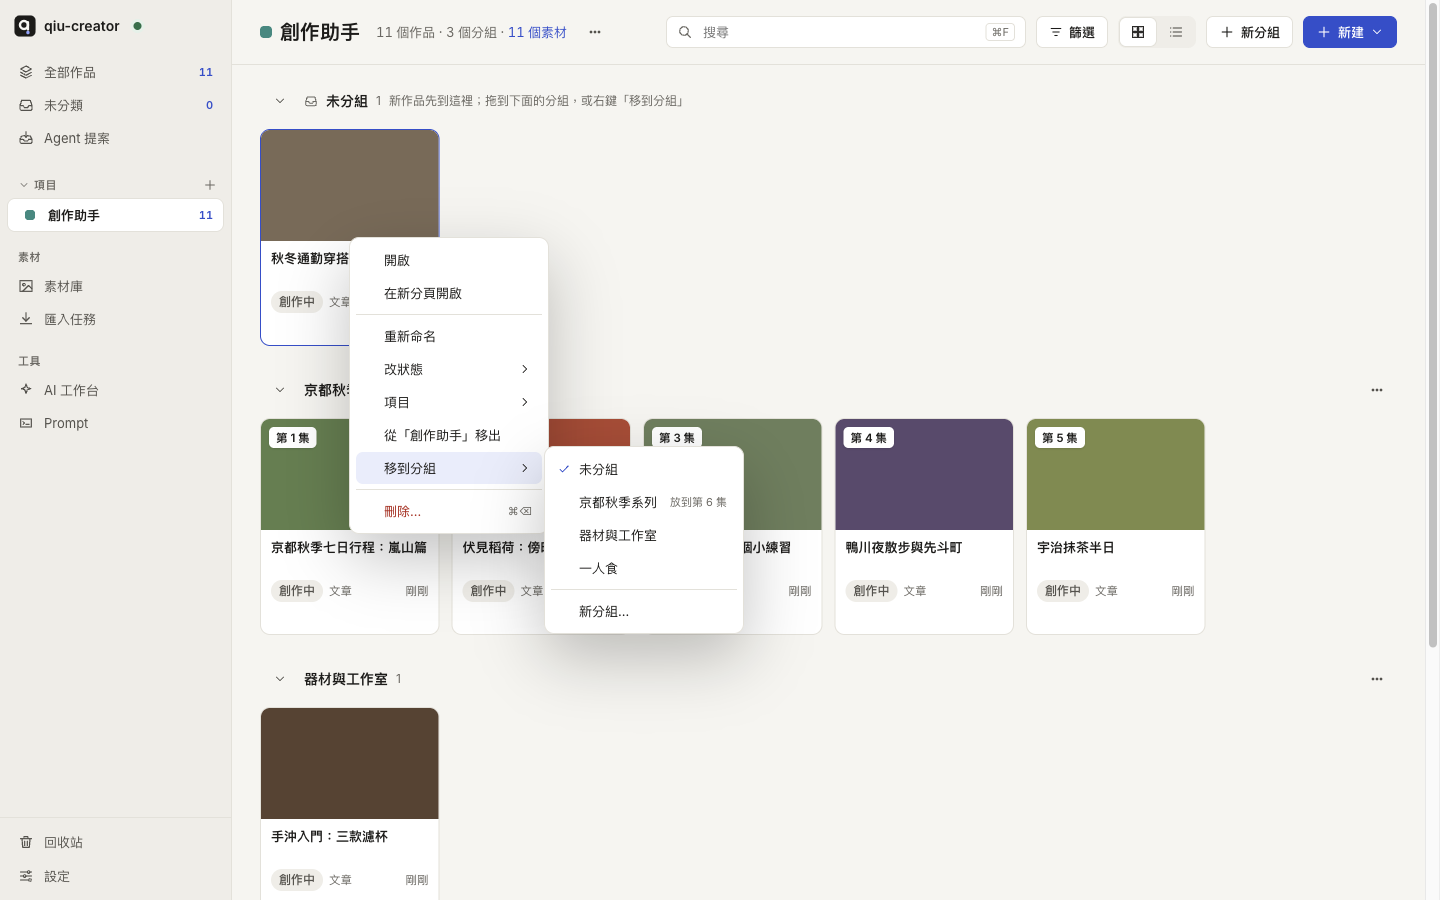 qiu-creator
全部作品 11
未分類 0
Agent 提案
項目
創作助手 11
素材
素材庫
匯入任務
工具
AI 工作台
Prompt
回收站
設定
創作助手 11 個作品 · 3 個分組 · 11 個素材
搜尋 ⌘F
篩選
新分組
新建
未分組 1 新作品先到這裡；拖到下面的分組，或右鍵「移到分組」
秋冬通勤穿搭
創作中 文章
開啟
在新分頁開啟
重新命名
改狀態
項目
從「創作助手」移出
移到分組
刪除... ⌘⌫
未分組
京都秋季系列 放到第 6 集
器材與工作室
一人食
新分組...
京都秋
第 1 集
京都秋季七日行程：嵐山篇
創作中 文章 剛剛
伏見稻荷：傍
創作中 文章
第 3 集
個小練習
剛剛
第 4 集
鴨川夜散步與先斗町
創作中 文章 剛剛
第 5 集
宇治抹茶半日
創作中 文章 剛剛
器材與工作室 1
手沖入門：三款濾杯
創作中 文章 剛剛